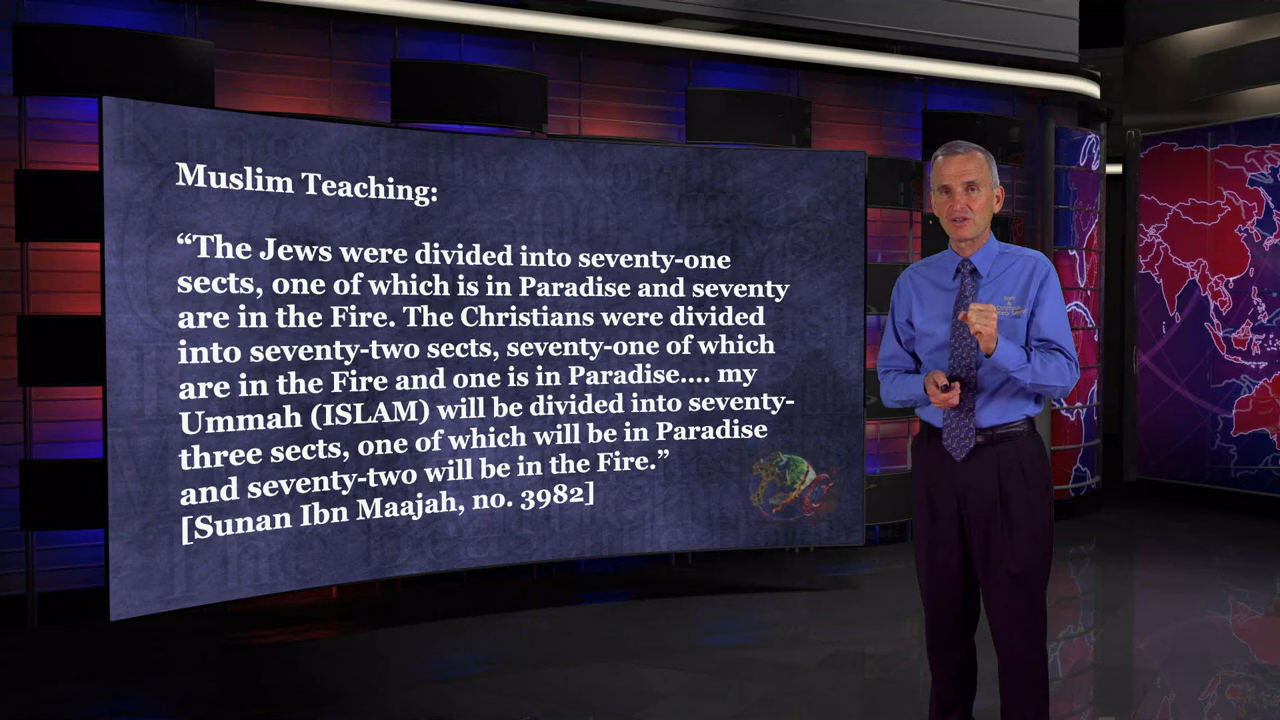 Muslim Teaching:
“The Jews were divided into seventy-one
sects, one of which is in Paradise and seventy
are in the Fire. The Christians were divided
into seventy-two sects, seventy-one of which
are in the Fire and one is in Paradise.... my
Ummah (ISLAM) will be divided into seventy-
three sects, one of which will be in Paradise
and seventy-two will be in the Fire.”
[Sunan Ibn Maajah, no. 3982]